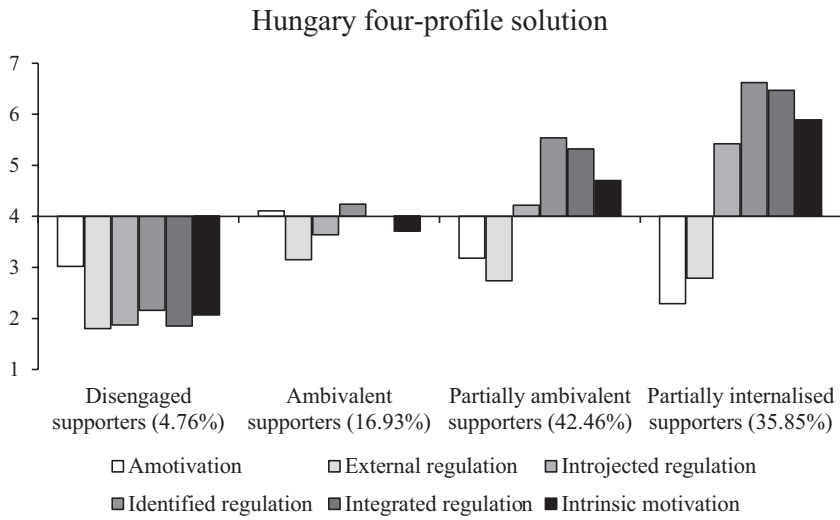 Hungary four-profile solution
7
6
5
4
3
2
1
Disengaged supporters (4.76%)
Ambivalent supporters (16.93%)
Partially ambivalent supporters (42.46%)
Partially internalised supporters (35.85%)
Amotivation
External regulation
Introjected regulation
Identified regulation
Integrated regulation
Intrinsic motivation